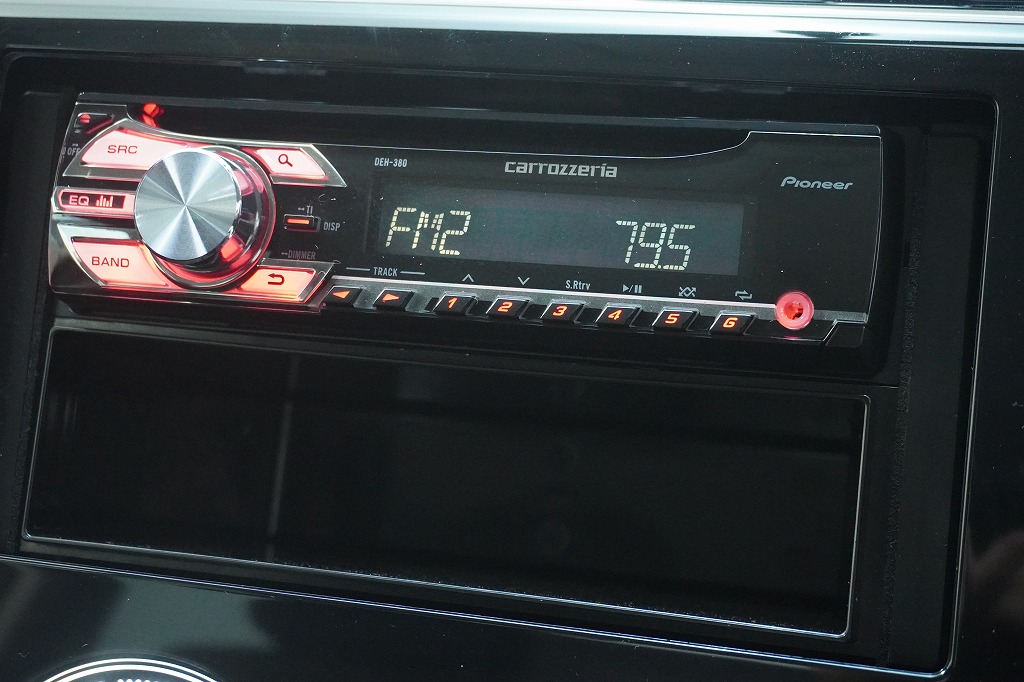 SRC
EQ
BAND
TI
DISP
DIMMER
DEH-380
carrozzeria
Pioneer
FM2 79.5
TRACK
S.Rtrv
1 2 3 4 5 6